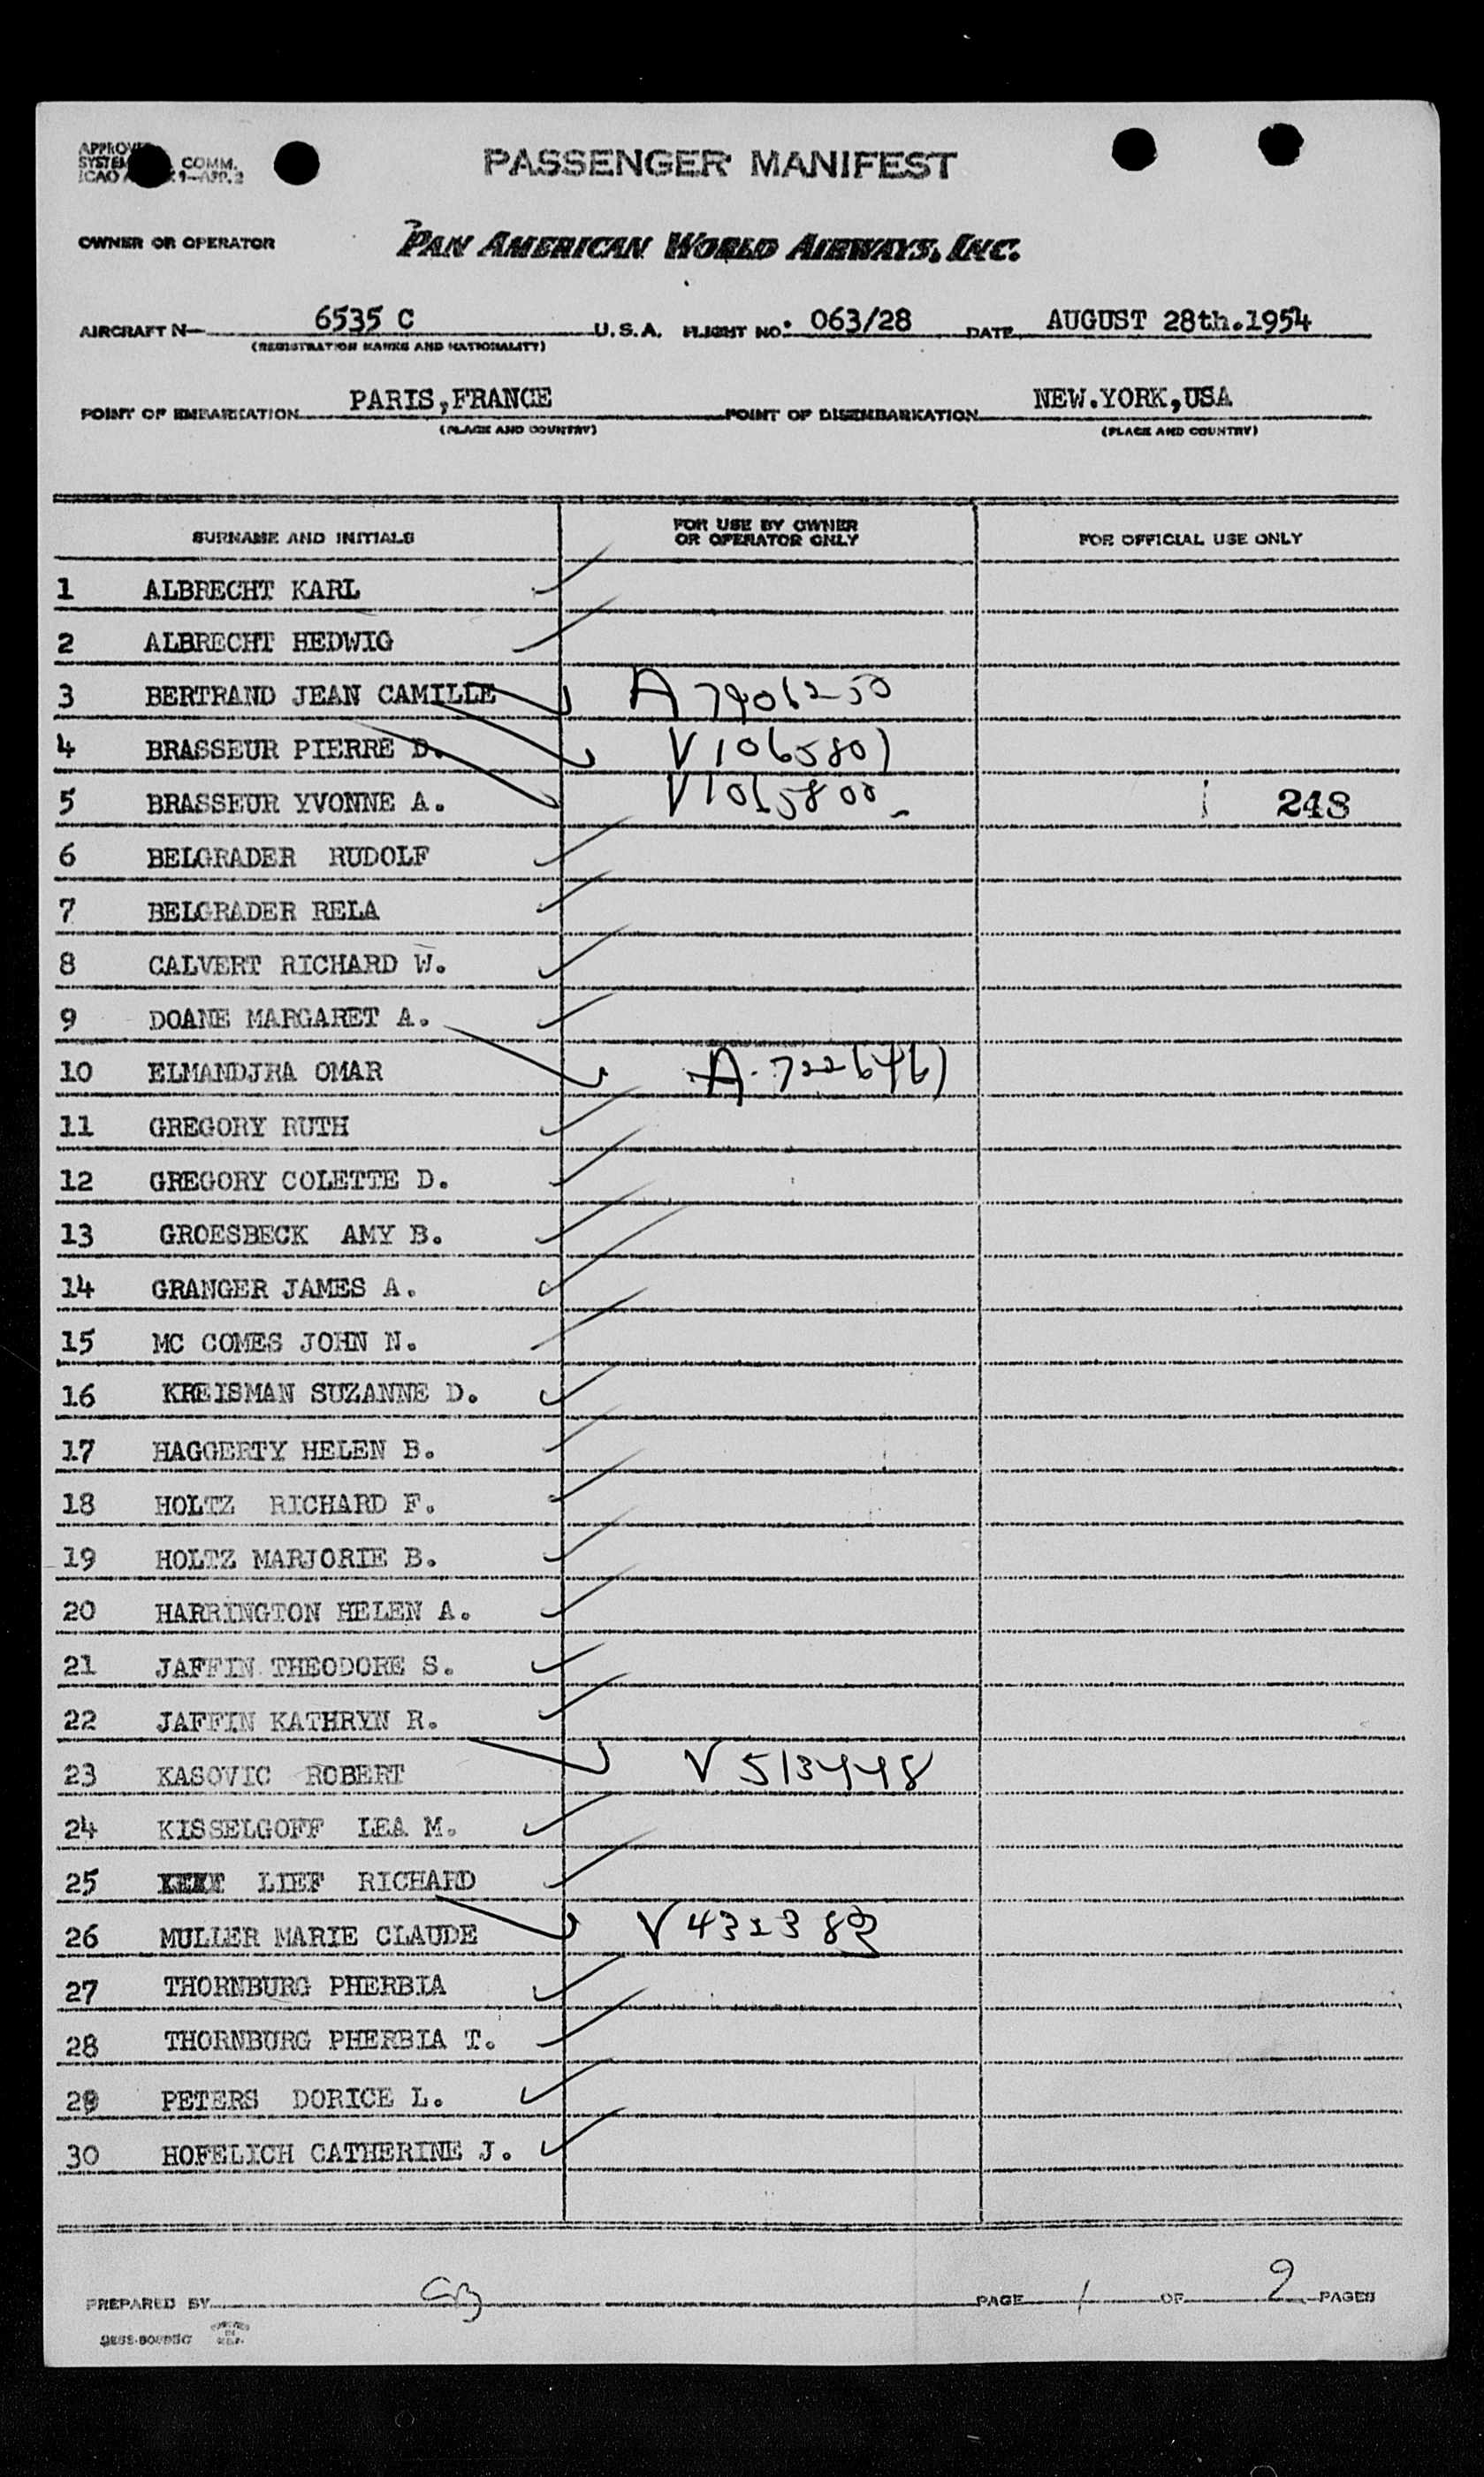 PASSENGER MANIFEST
OWNER OR OPERATOR PAN AMERICAN WORLD AIRWAYS, INC.
AIRCRAFT N— 6535 C U.S.A. FLIGHT NO. 063/28 DATE AUGUST 28th.1954
(REGISTRATION MARKS AND NATIONALITY)
POINT OF EMBARKATION PARIS,FRANCE POINT OF DISEMBARKATION NEW.YORK,USA
(PLACE AND COUNTRY) (PLACE AND COUNTRY)
SURNAME AND INITIALS FOR USE BY OWNER OR OPERATOR ONLY FOR OFFICIAL USE ONLY
1 ALBRECHT KARL
2 ALBRECHT HEDWIG
3 BERTRAND JEAN CAMILLE A 7906250
4 BRASSEUR PIERRE D. V 1065801
5 BRASSEUR YVONNE A. V1065800 248
6 BELGRADER RUDOLF
7 BELGRADER RELA
8 CALVERT RICHARD W.
9 DOANE MARGARET A.
10 ELMANDJRA OMAR A. 7226461
11 GREGORY RUTH
12 GREGORY COLETTE D.
13 GROESBECK AMY B.
14 GRANGER JAMES A.
15 MC COMES JOHN N.
16 KREISMAN SUZANNE D.
17 HAGGERTY HELEN B.
18 HOLTZ RICHARD F.
19 HOLTZ MARJORIE B.
20 HARRINGTON HELEN A.
21 JAFFIN THEODORE S.
22 JAFFIN KATHRYN R.
23 KASOVIC ROBERT V 513448
24 KISSELGOFF LEA M.
25 LIEF RICHARD
26 MULLER MARIE CLAUDE V 432382
27 THORNBURG PHERBIA
28 THORNBURG PHERBIA T.
29 PETERS DORICE L.
30 HOFELICH CATHERINE J.
PREPARED BY PAGE 1 OF 2 PAGES